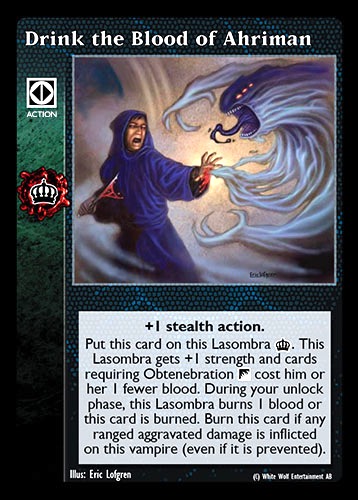 Drink the Blood of Ahriman
ACTION
Eric Lofgren
+1 stealth action.
Put this card on this Lasombra . This
Lasombra gets +1 strength and cards
requiring Obtenebration cost him or
her 1 fewer blood. During your unlock
phase, this Lasombra burns 1 blood or
this card is burned. Burn this card if any
ranged aggravated damage is inflicted
on this vampire (even if it is prevented).
Illus: Eric Lofgren
(C) White Wolf Entertainment AB